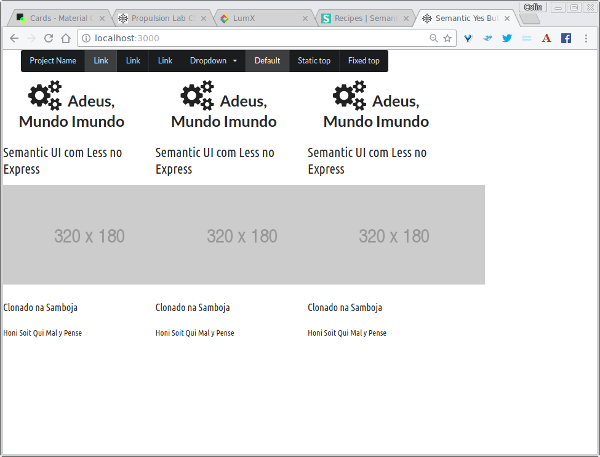 Colin
Cards - Material D
Propulsion Lab C
LumX
Recipes | Seman
Semantic Yes But
localhost:3000
Project Name Link Link Link Dropdown Default Static top Fixed top
Adeus, Adeus, Adeus,
Mundo Imundo Mundo Imundo Mundo Imundo
Semantic UI com Less no Semantic UI com Less no Semantic UI com Less no
Express Express Express
320 x 180 320 x 180 320 x 180
Clonado na Samboja Clonado na Samboja Clonado na Samboja
Honi Soit Qui Mal y Pense Honi Soit Qui Mal y Pense Honi Soit Qui Mal y Pense